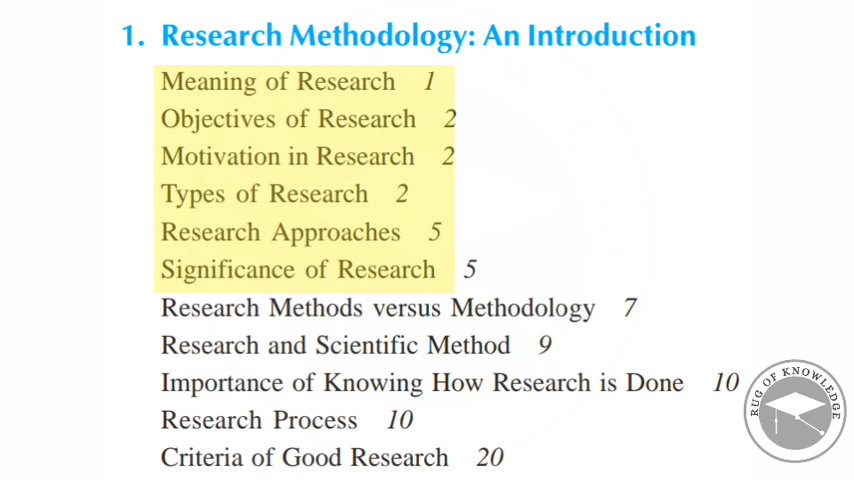 1. Research Methodology: An Introduction
Meaning of Research 1
Objectives of Research 2
Motivation in Research 2
Types of Research 2
Research Approaches 5
Significance of Research 5
Research Methods versus Methodology 7
Research and Scientific Method 9
Importance of Knowing How Research is Done 10
Research Process 10
Criteria of Good Research 20
RUG OF KNOWLEDGE